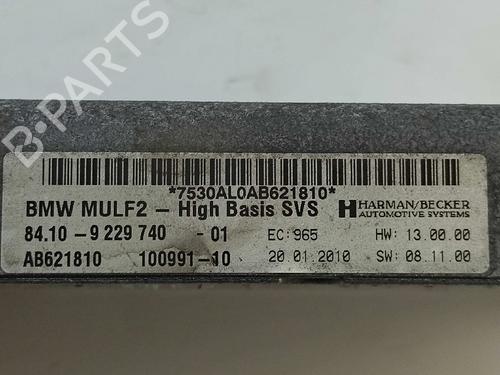 B-PARTS
*7530AL0AB621810*
BMW MULF2 - High Basis SVS
HARMAN/BECKER
AUTOMOTIVE SYSTEMS
84.10 - 9 229 740 - 01 EC: 965 HW: 13.00.00
AB621810 100991-10 20.01.2010 SW: 08.11.00